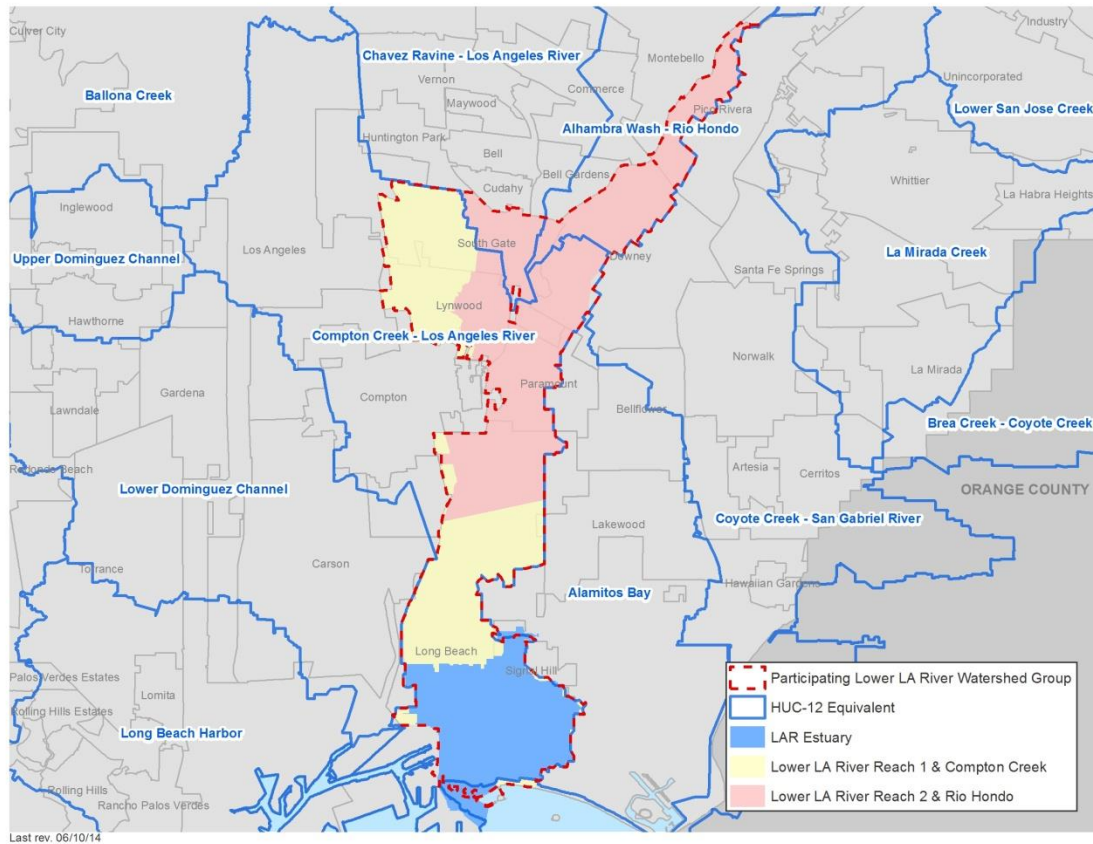 Culver City
Industry
Chavez Ravine - Los Angeles River
Montebello
Vernon
Commerce
Unincorporated
Ballona Creek
Maywood
Pico Rivera
Lower San Jose Creek
Huntington Park
Alhambra Wash - Rio Hondo
Bell
Bell Gardens
Whittier
Cudahy
La Habra Heights
Inglewood
Los Angeles
South Gate
Upper Dominguez Channel
Downey
La Mirada Creek
Santa Fe Springs
Lynwood
Hawthorne
Compton Creek - Los Angeles River
Norwalk
La Mirada
Gardena
Compton
Paramount
Lawndale
Bellflower
Brea Creek - Coyote Creek
Redondo Beach
Artesia
Cerritos
Lower Dominguez Channel
ORANGE COUNTY
Lakewood
Coyote Creek - San Gabriel River
Carson
Torrance
Hawaiian Gardens
Alamitos Bay
Long Beach
Signal Hill
Palos Verdes Estates
Lomita
Rolling Hills Estates
Long Beach Harbor
Rolling Hills
Rancho Palos Verdes
Participating Lower LA River Watershed Group
HUC-12 Equivalent
LAR Estuary
Lower LA River Reach 1 & Compton Creek
Lower LA River Reach 2 & Rio Hondo
Last rev. 06/10/14